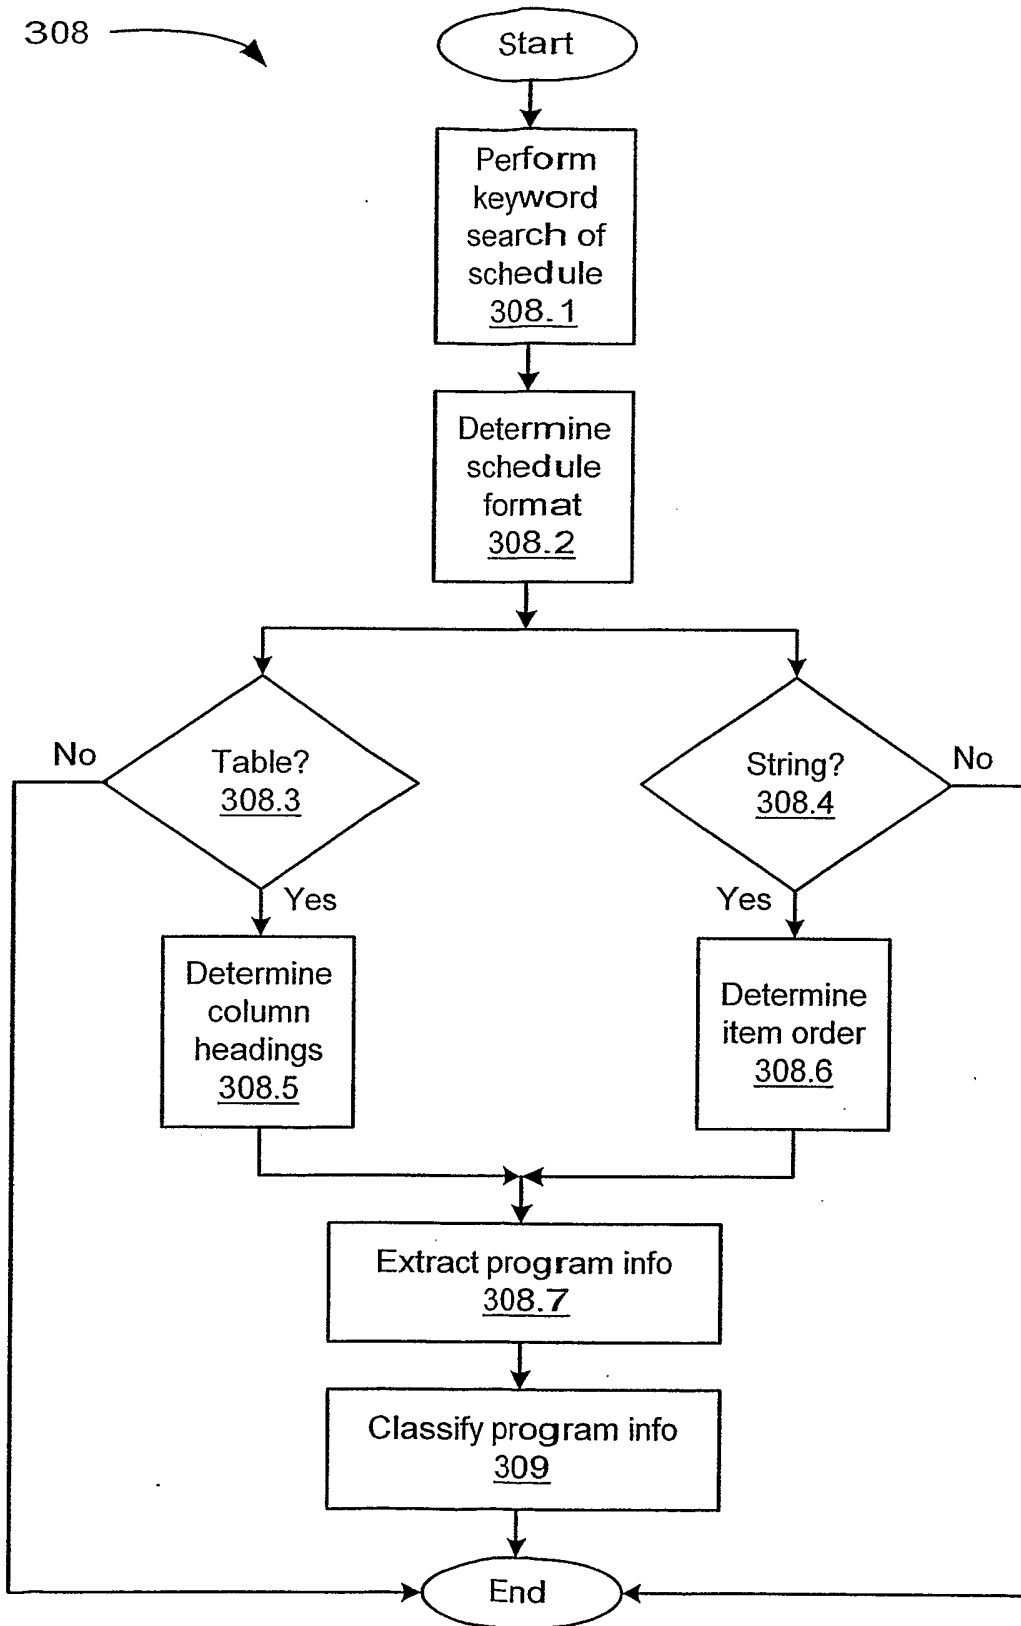 308
Start
Perform
keyword
search of
schedule
308.1
Determine
schedule
format
308.2
No
Table?
308.3
String?
308.4
No
Yes
Yes
Determine
column
headings
308.5
Determine
item order
308.6
Extract program info
308.7
Classify program info
309
End